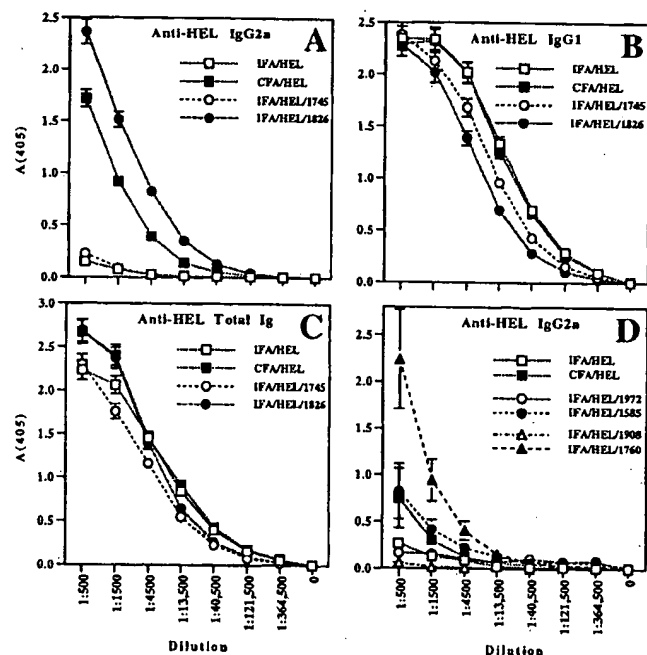 Anti-HEL IgG2a A
IFA/HEL
CFA/HEL
IFA/HEL/1745
IFA/HEL/1826
2.5
2.0
1.5
1.0
0.5
0.0
A(405)
Anti-HEL IgG1 B
IFA/HEL
CFA/HEL
IFA/HEL/1745
IFA/HEL/1826
2.5
2.0
1.5
1.0
0.5
0.0
Anti-HEL Total Ig C
IFA/HEL
CFA/HEL
IFA/HEL/1745
IFA/HEL/1826
3.0
2.5
2.0
1.5
1.0
0.5
0.0
A(405)
1:500
1:1500
1:4500
1:13,500
1:40,500
1:121,500
1:364,500
0
Dilution
Anti-HEL IgG2a D
IFA/HEL
CFA/HEL
IFA/HEL/1972
IFA/HEL/1585
IFA/HEL/1908
IFA/HEL/1760
2.5
2.0
1.5
1.0
0.5
0.0
1:500
1:1500
1:4500
1:13,500
1:40,500
1:121,500
1:364,500
0
Dilution